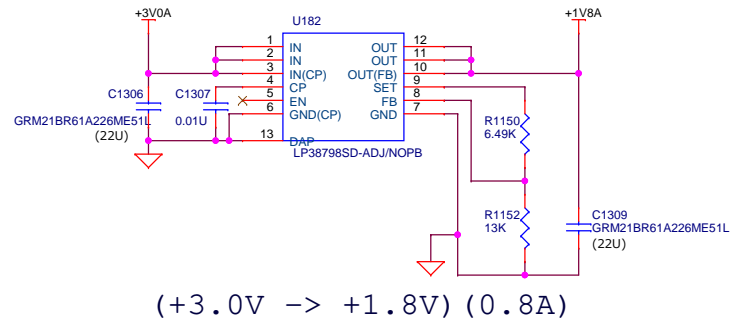 +3V0A
U182
+1V8A
1 IN OUT 12
2 IN OUT 11
3 IN(CP) OUT(FB) 10
4 CP SET 9
5 EN FB 8
6 GND(CP) GND 7
13 DAP
LP38798SD-ADJ/NOPB
C1306
GRM21BR61A226ME51L
(22U)
C1307
0.01U
R1150
6.49K
R1152
13K
C1309
GRM21BR61A226ME51L
(22U)
(+3.0V -> +1.8V)(0.8A)